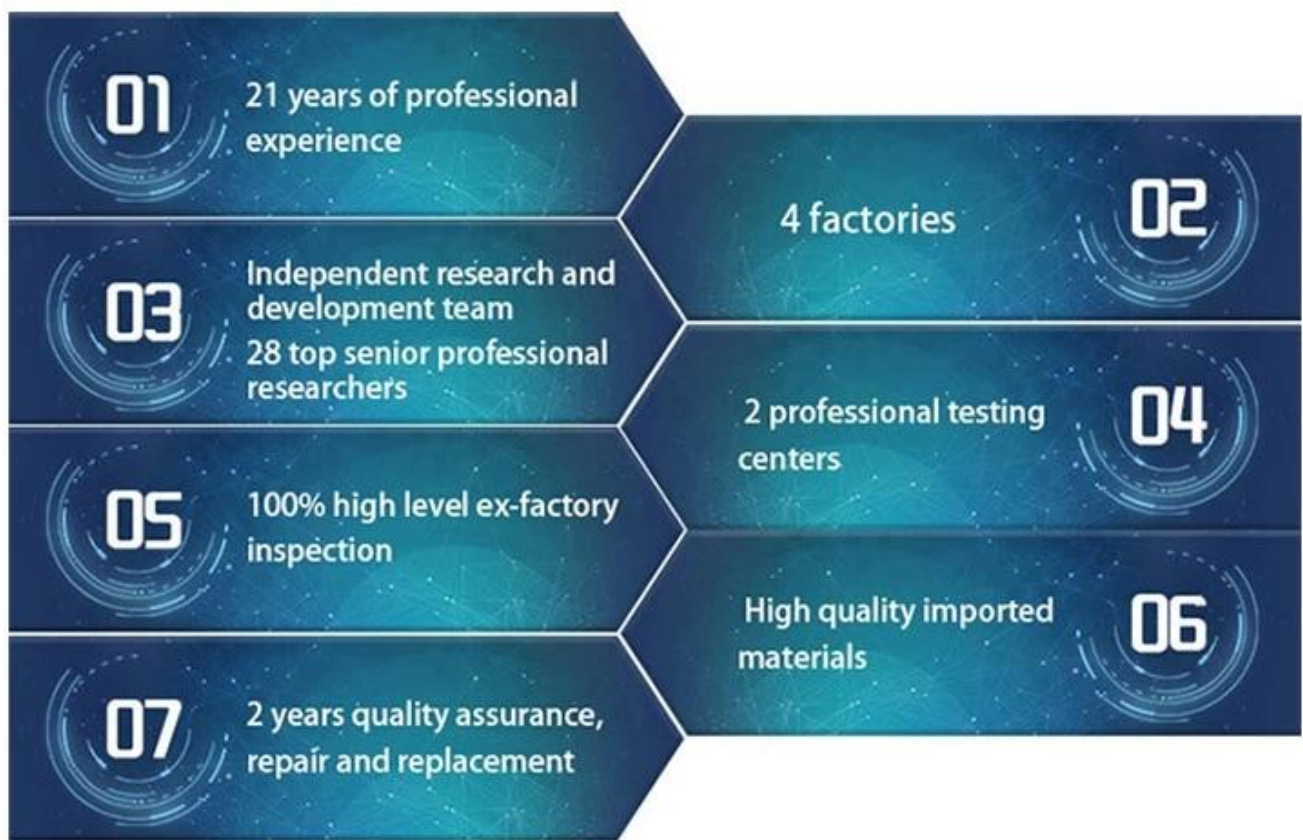 01
21 years of professional
experience
02
4 factories
03
Independent research and
development team
28 top senior professional
researchers
04
2 professional testing
centers
05
100% high level ex-factory
inspection
06
High quality imported
materials
07
2 years quality assurance,
repair and replacement